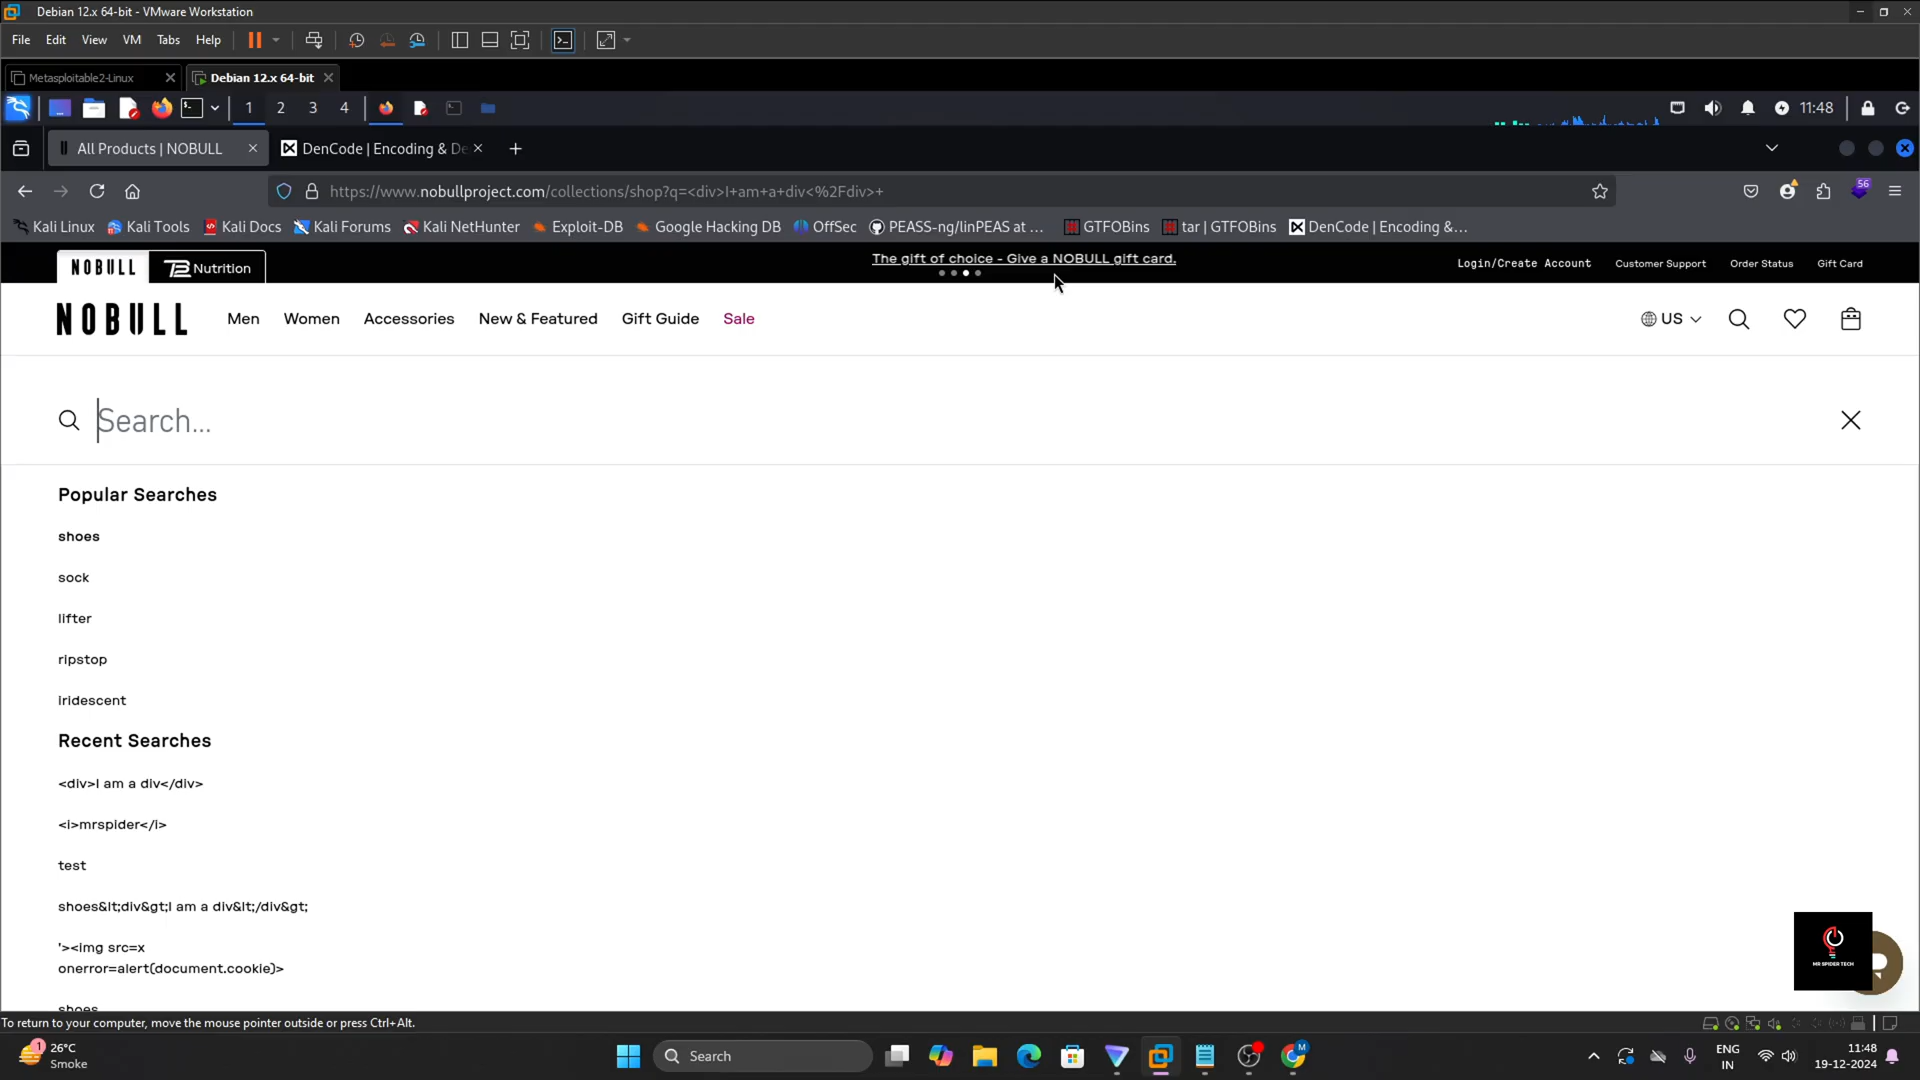 Debian 12.x 64-bit - VMware Workstation
File Edit View VM Tabs Help
Metasploitable2-Linux Debian 12.x 64-bit
1 2 3 4 11:48
All Products | NOBULL DenCode | Encoding & De
https://www.nobullproject.com/collections/shop?q=<div>I+am+a+div<%2Fdiv>+ 56
Kali Linux Kali Tools Kali Docs Kali Forums Kali NetHunter Exploit-DB Google Hacking DB OffSec PEASS-ng/linPEAS at ... GTFOBins tar | GTFOBins DenCode | Encoding &...
NOBULL TB Nutrition The gift of choice - Give a NOBULL gift card. Login/Create Account Customer Support Order Status Gift Card
NOBULL Men Women Accessories New & Featured Gift Guide Sale US
Search...
Popular Searches
shoes
sock
lifter
ripstop
iridescent
Recent Searches
<div>I am a div</div>
<i>mrspider</i>
test
shoes&lt;div&gt;I am a div&lt;/div&gt;
'><img src=x
onerror=alert(document.cookie)>
shoes
MR SPIDER TECH
To return to your computer, move the mouse pointer outside or press Ctrl+Alt.
1 26°C
Smoke
Search
M
ENG
IN
11:48
19-12-2024